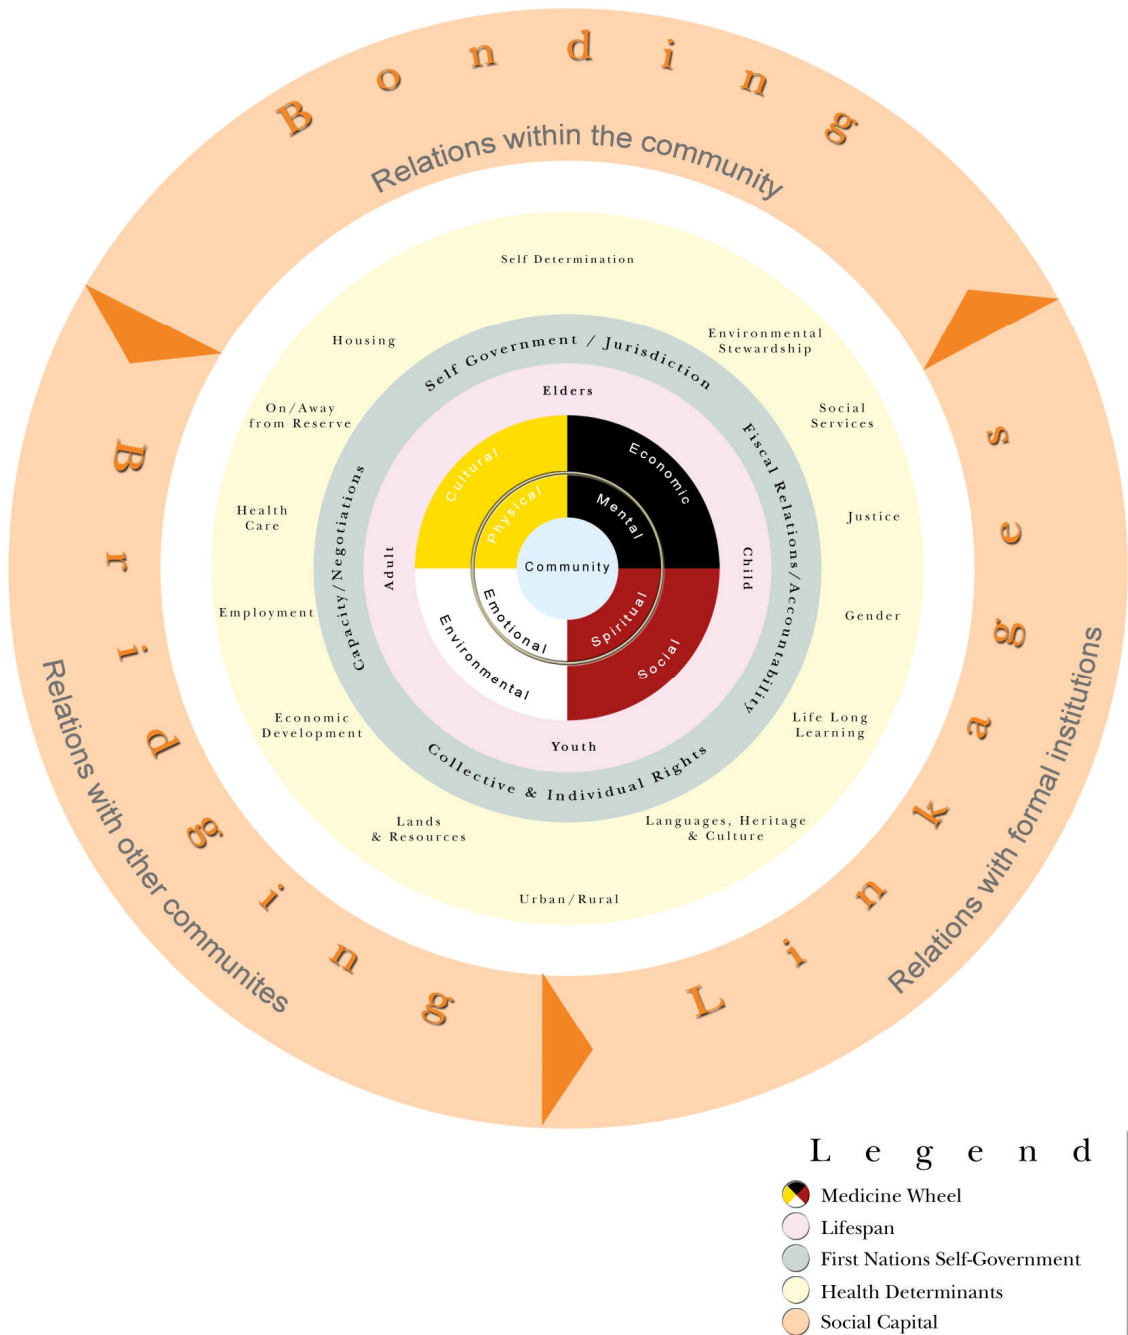 Bonding
Relations within the community
Self Determination
Housing
Environmental
Stewardship
On/Away
from Reserve
Social
Services
Health
Care
Justice
Employment
Gender
Economic
Development
Life Long
Learning
Lands
& Resources
Languages, Heritage
& Culture
Urban/Rural
Self Government / Jurisdiction
Fiscal Relations/Accountability
Capacity/Negotiations
Collective & Individual Rights
Elders
Adult
Child
Youth
Cultural
Economic
Physical
Mental
Community
Emotional
Spiritual
Environmental
Social
Bridging
Relations with other communites
Linkages
Relations with formal institutions
Legend
Medicine Wheel
Lifespan
First Nations Self-Government
Health Determinants
Social Capital